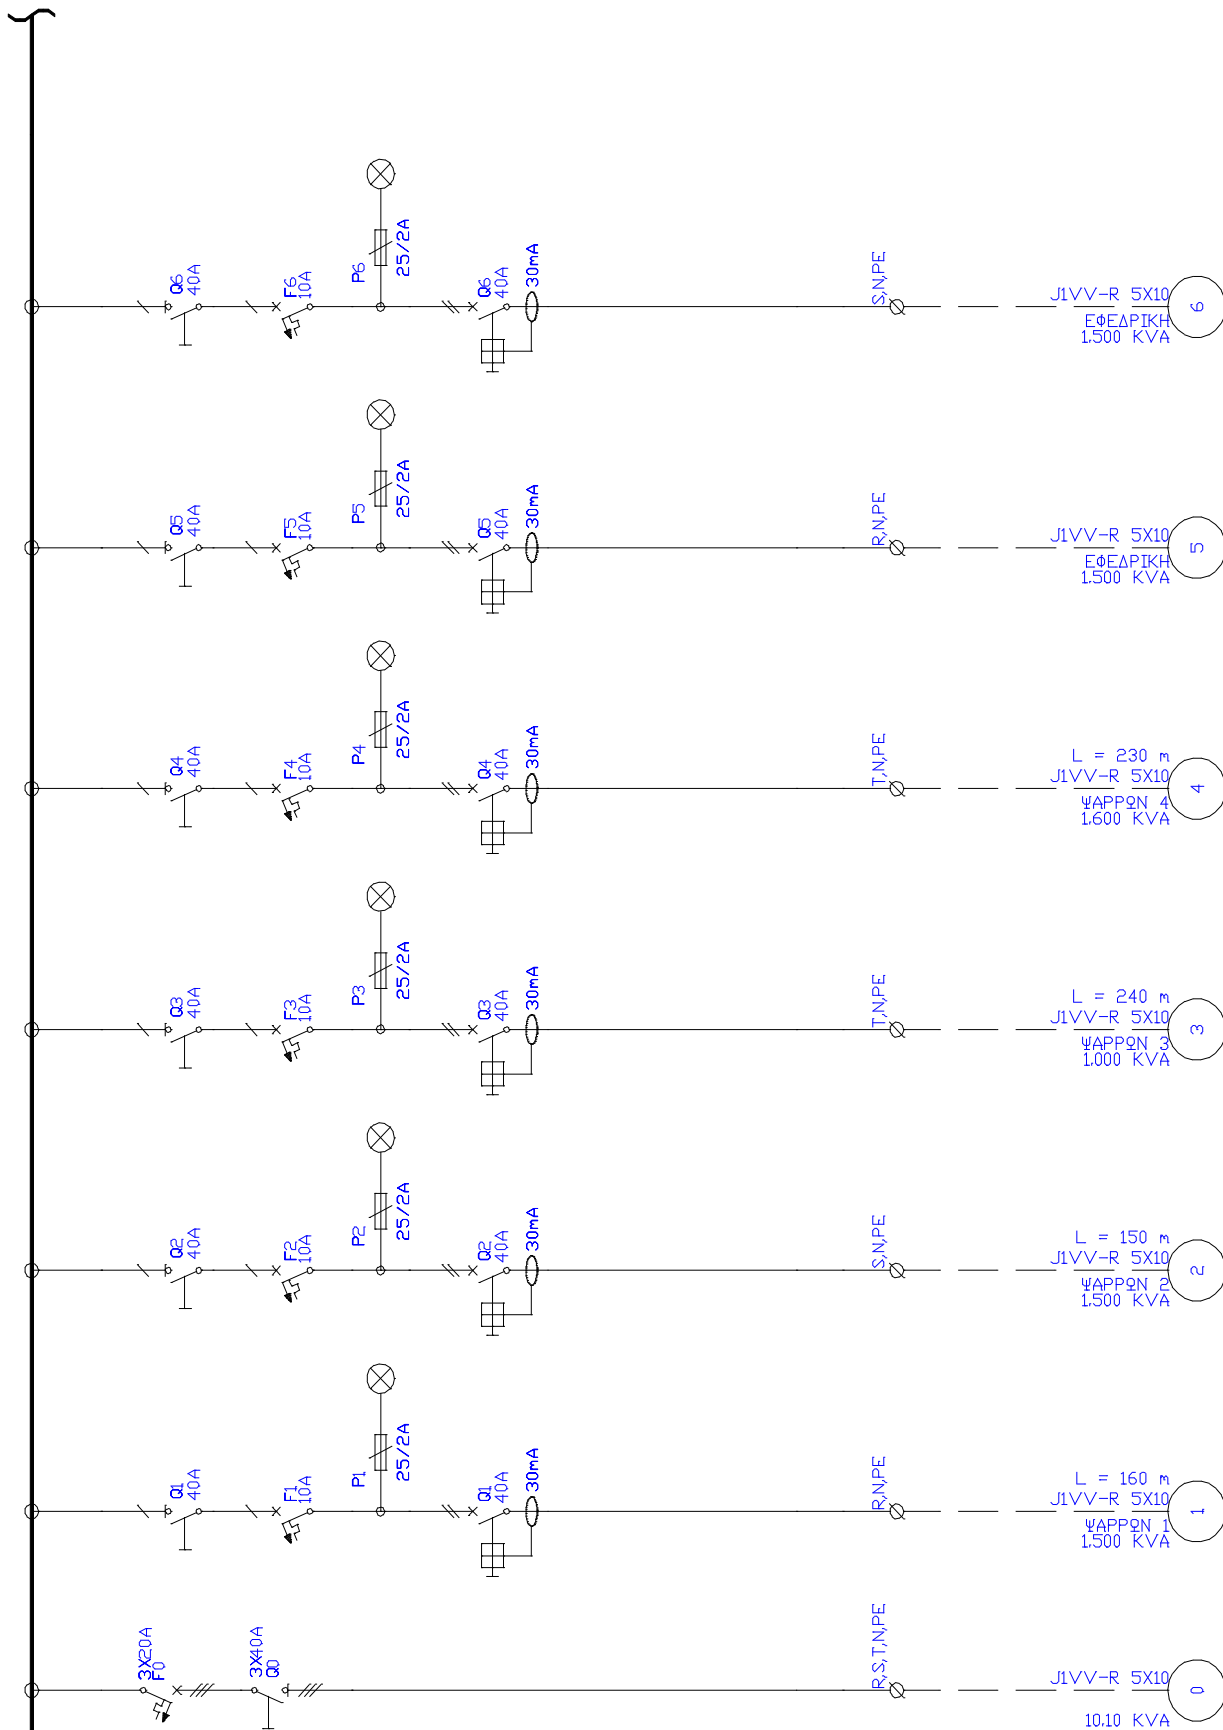 Q6
40A
F6
10A
P6
25/2A
Q6
40A
30mA
S,N,PE
J1VV-R 5X10
ΕΦΕΔΡΙΚΗ
1.500 KVA
6
Q5
40A
F5
10A
P5
25/2A
Q5
40A
30mA
R,N,PE
J1VV-R 5X10
ΕΦΕΔΡΙΚΗ
1.500 KVA
5
Q4
40A
F4
10A
P4
25/2A
Q4
40A
30mA
T,N,PE
L = 230 m
J1VV-R 5X10
ΨΑΡΡΩΝ 4
1.600 KVA
4
Q3
40A
F3
10A
P3
25/2A
Q3
40A
30mA
T,N,PE
L = 240 m
J1VV-R 5X10
ΨΑΡΡΩΝ 3
1.000 KVA
3
Q2
40A
F2
10A
P2
25/2A
Q2
40A
30mA
S,N,PE
L = 150 m
J1VV-R 5X10
ΨΑΡΡΩΝ 2
1.500 KVA
2
Q1
40A
F1
10A
P1
25/2A
Q1
40A
30mA
R,N,PE
L = 160 m
J1VV-R 5X10
ΨΑΡΡΩΝ 1
1.500 KVA
1
3X20A
F0
3X40A
Q0
R,S,T,N,PE
J1VV-R 5X10
10.10 KVA
0